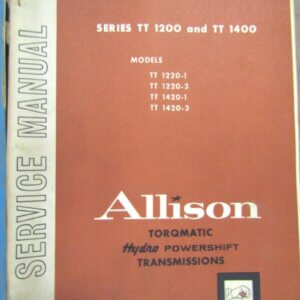 SERVICE MANUAL
SERIES TT 1200 and TT 1400
MODELS
TT 1220-1
TT 1220-3
TT 1420-1
TT 1420-3
Allison
TORQMATIC
Hydro POWERSHIFT
TRANSMISSIONS